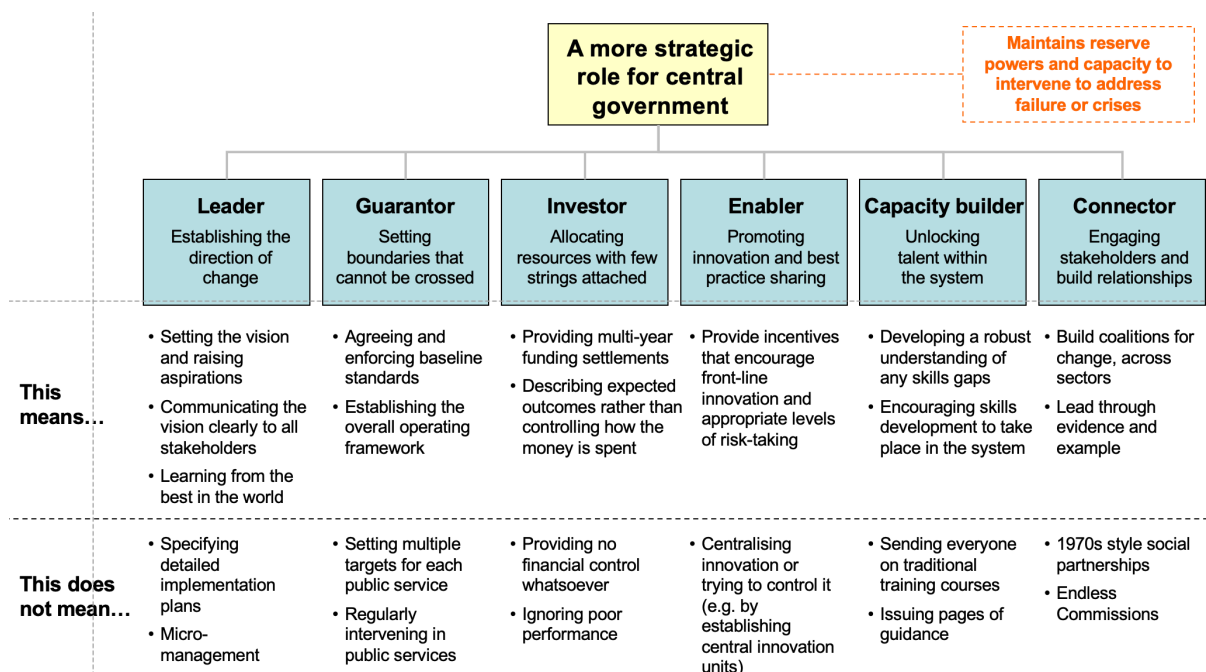 A more strategic
role for central
government
Maintains reserve
powers and capacity to
intervene to address
failure or crises
Leader
Establishing the
direction of
change
Guarantor
Setting
boundaries that
cannot be crossed
Investor
Allocating
resources with few
strings attached
Enabler
Promoting
innovation and best
practice sharing
Capacity builder
Unlocking
talent within
the system
Connector
Engaging
stakeholders and
build relationships
This
means…
• Setting the vision
and raising
aspirations
• Communicating the
vision clearly to all
stakeholders
• Learning from the
best in the world
• Agreeing and
enforcing baseline
standards
• Establishing the
overall operating
framework
• Providing multi-year
funding settlements
• Describing expected
outcomes rather than
controlling how the
money is spent
• Provide incentives
that encourage
front-line
innovation and
appropriate levels
of risk-taking
• Developing a robust
understanding of
any skills gaps
• Encouraging skills
development to take
place in the system
• Build coalitions for
change, across
sectors
• Lead through
evidence and
example
This does
not mean…
• Specifying
detailed
implementation
plans
• Micro-
management
• Setting multiple
targets for each
public service
• Regularly
intervening in
public services
• Providing no
financial control
whatsoever
• Ignoring poor
performance
• Centralising
innovation or
trying to control it
(e.g. by
establishing
central innovation
units)
• Sending everyone
on traditional
training courses
• Issuing pages of
guidance
• 1970s style social
partnerships
• Endless
Commissions